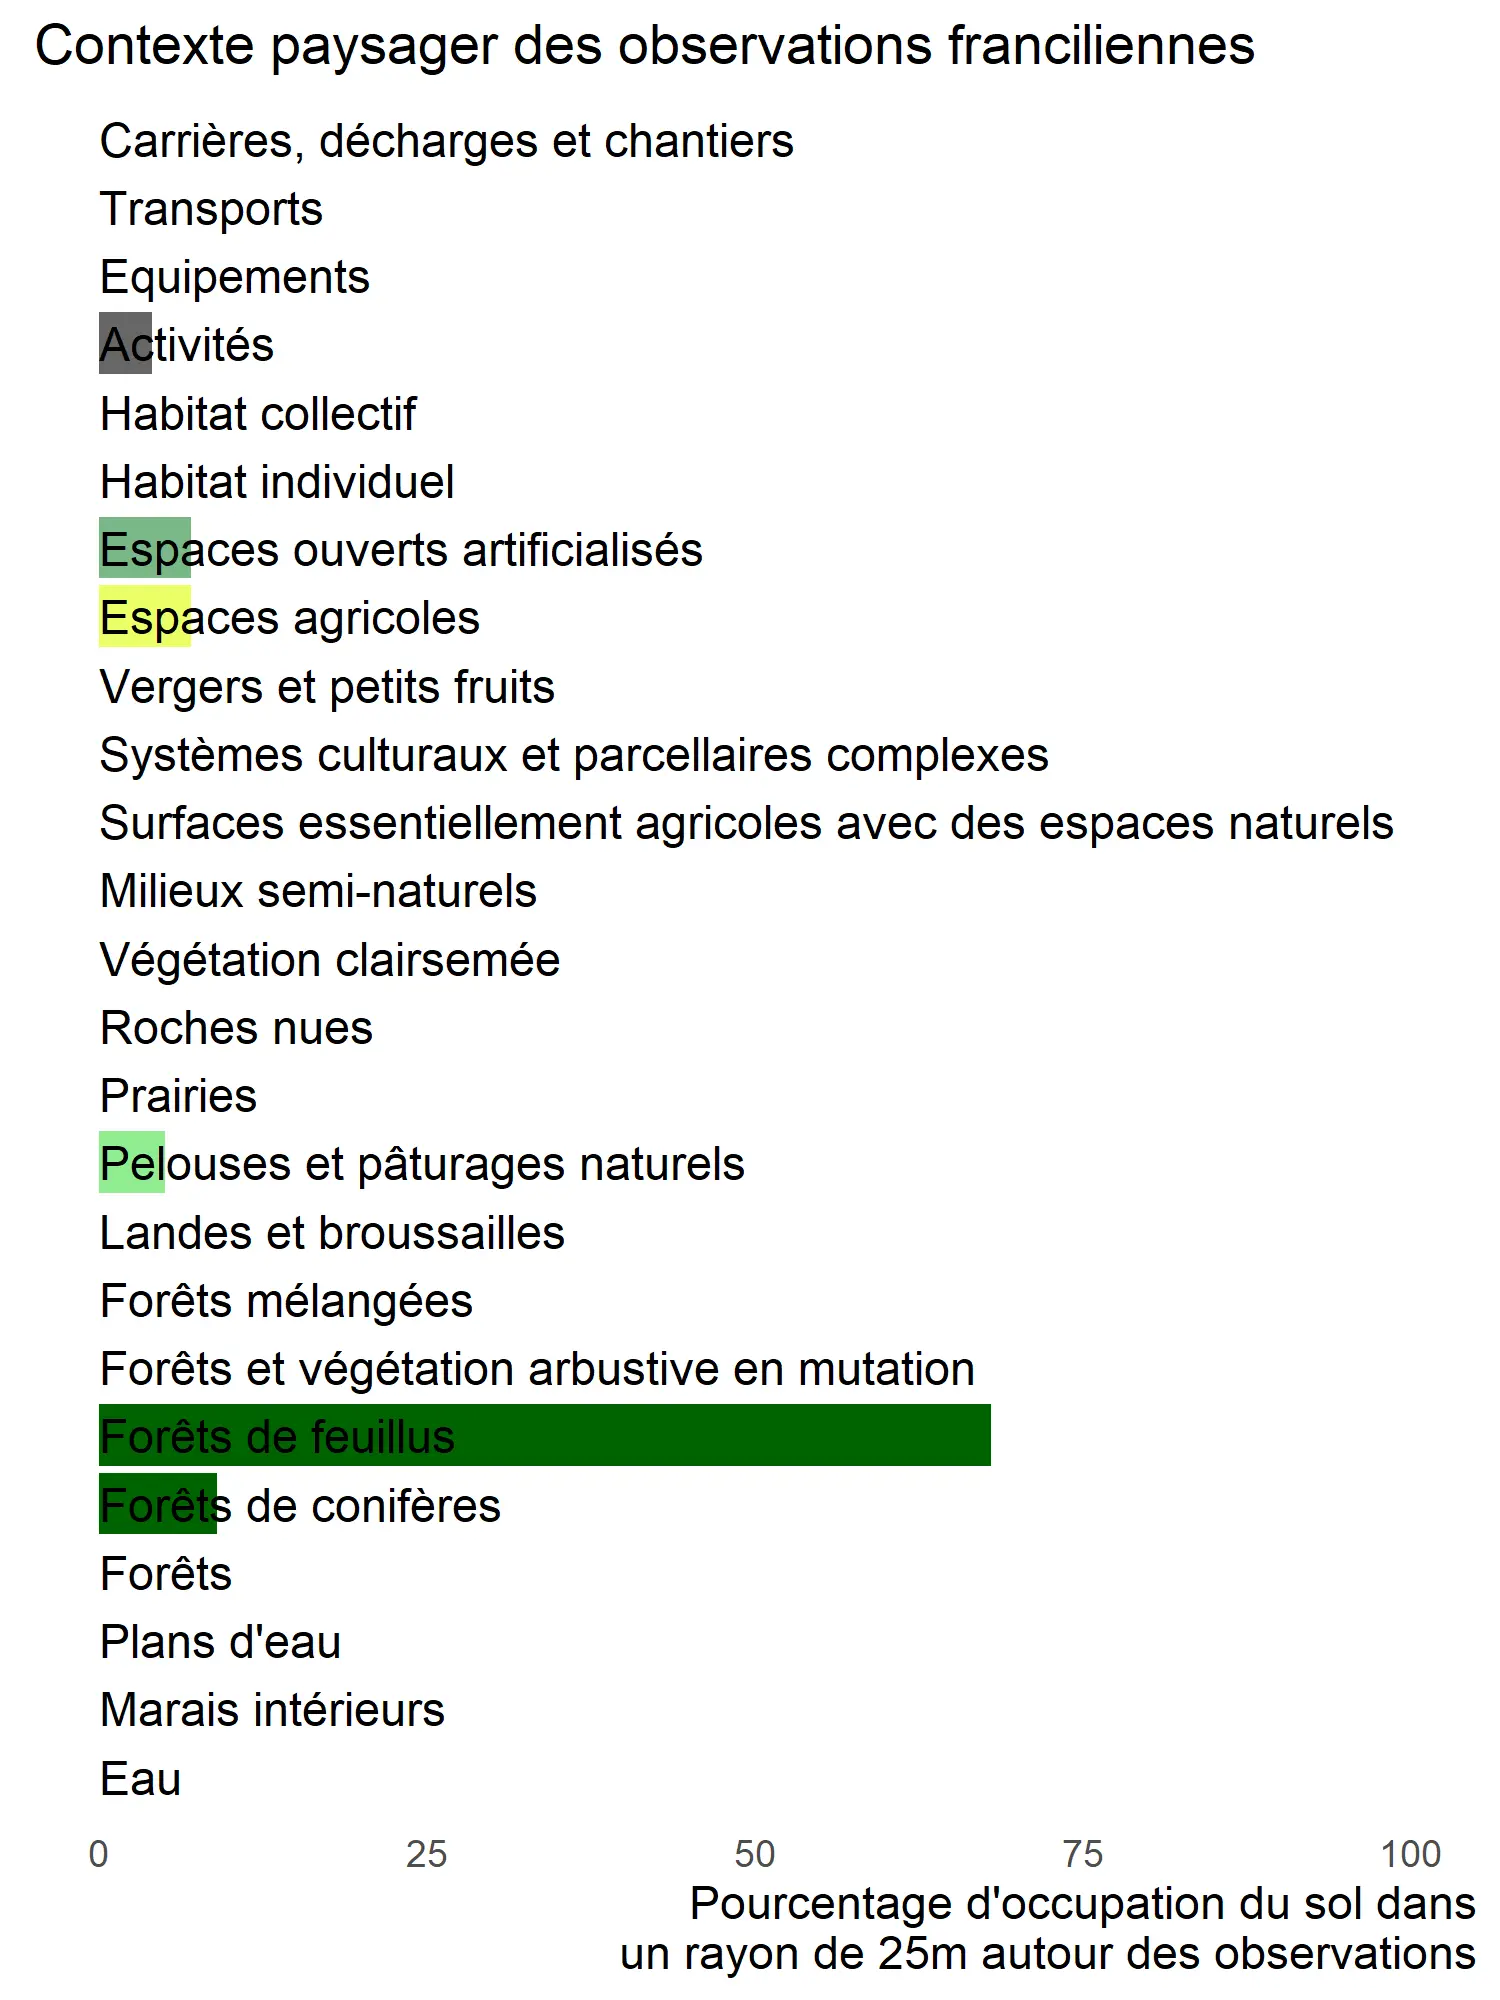 Contexte paysager des observations franciliennes
Carrières, décharges et chantiers
Transports
Equipements
Activités
Habitat collectif
Habitat individuel
Espaces ouverts artificialisés
Espaces agricoles
Vergers et petits fruits
Systèmes culturaux et parcellaires complexes
Surfaces essentiellement agricoles avec des espaces naturels
Milieux semi-naturels
Végétation clairsemée
Roches nues
Prairies
Pelouses et pâturages naturels
Landes et broussailles
Forêts mélangées
Forêts et végétation arbustive en mutation
Forêts de feuillus
Forêts de conifères
Forêts
Plans d'eau
Marais intérieurs
Eau
0 25 50 75 100
Pourcentage d'occupation du sol dans
un rayon de 25m autour des observations